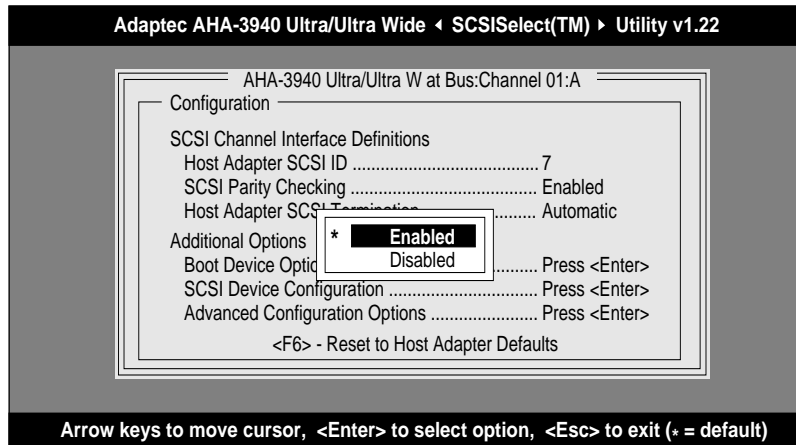 Adaptec AHA-3940 Ultra/Ultra Wide ◂ SCSISelect(TM) ▸ Utility v1.22
AHA-3940 Ultra/Ultra W at Bus:Channel 01:A
Configuration
SCSI Channel Interface Definitions
Host Adapter SCSI ID ....................................... 7
SCSI Parity Checking ....................................... Enabled
Host Adapter SCSI Termination ......... Automatic
* Enabled
Disabled
Additional Options
Boot Device Optio .......... Press <Enter>
SCSI Device Configuration ................................ Press <Enter>
Advanced Configuration Options ....................... Press <Enter>
<F6> - Reset to Host Adapter Defaults
Arrow keys to move cursor, <Enter> to select option, <Esc> to exit (* = default)